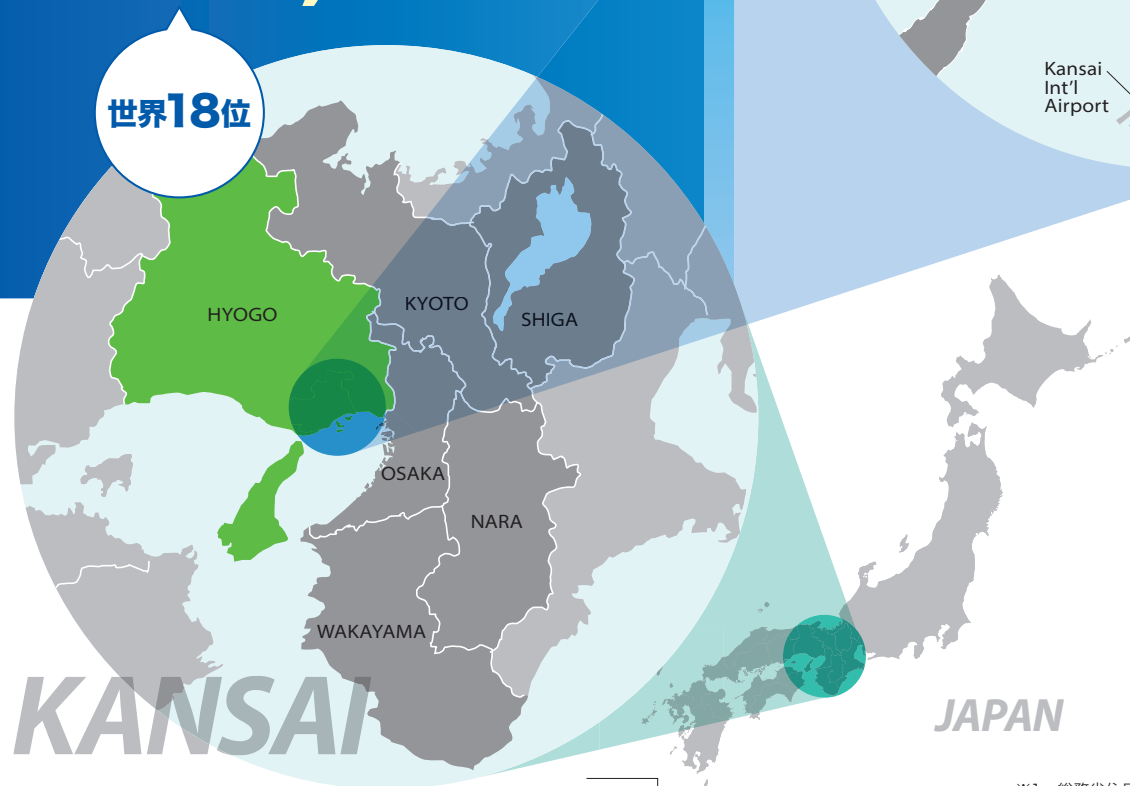 世界18位
Kansai
Int'l
Airport
HYOGO
KYOTO
SHIGA
OSAKA
NARA
WAKAYAMA
KANSAI
JAPAN